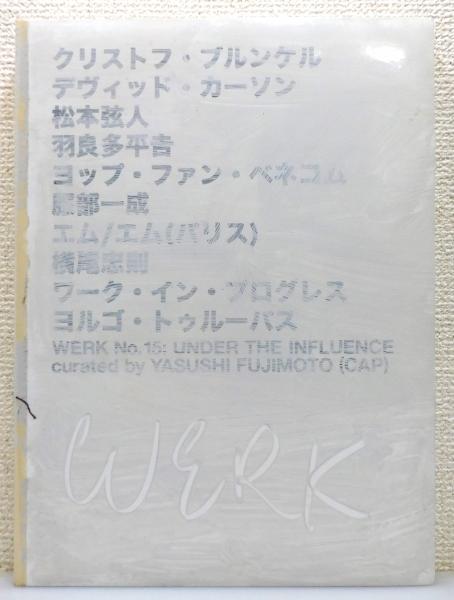 クリストフ・ブルンケル
デヴィッド・カーソン
松本弦人
羽良多平吉
ヨップ・ファン・ベネコム
服部一成
エム/エム(パリス)
横尾忠則
ワーク・イン・プログレス
ヨルゴ・トゥルーパス
WERK No.15: UNDER THE INFLUENCE
curated by YASUSHI FUJIMOTO (CAP)
WERK